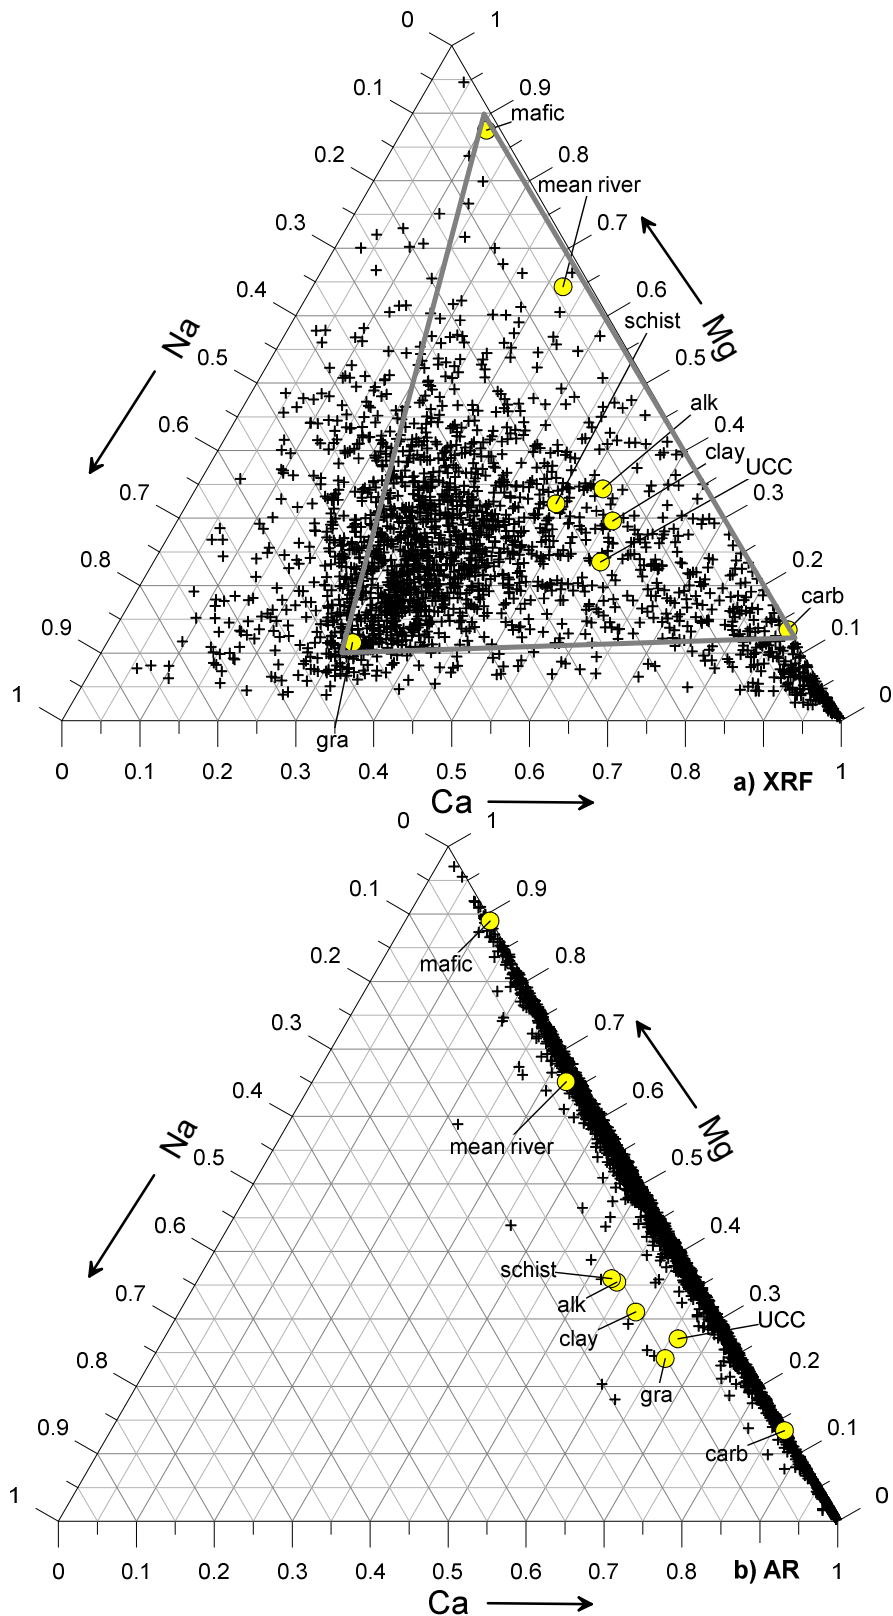 0 1
0.1 0.9
mafic
0.2 0.8
mean river
0.3 0.7
0.4 0.6
schist
Na Mg
0.5 0.5
alk
0.6 0.4
clay
UCC
0.7 0.3
0.8 0.2
carb
0.9 0.1
1 0
gra
0 0.1 0.2 0.3 0.4 0.5 0.6 0.7 0.8 1
a) XRF
Ca
0 1
0.1 0.9
mafic 0.8
0.2
0.3 0.7
0.4 0.6
Na Mg
mean river
0.5 0.5
0.6 0.4
schist
alk
0.7 0.3
UCC
clay
0.8 0.2
gra
0.9 0.1
carb
1 0
0 0.1 0.2 0.3 0.4 0.5 0.6 0.7 0.8 1
b) AR
Ca